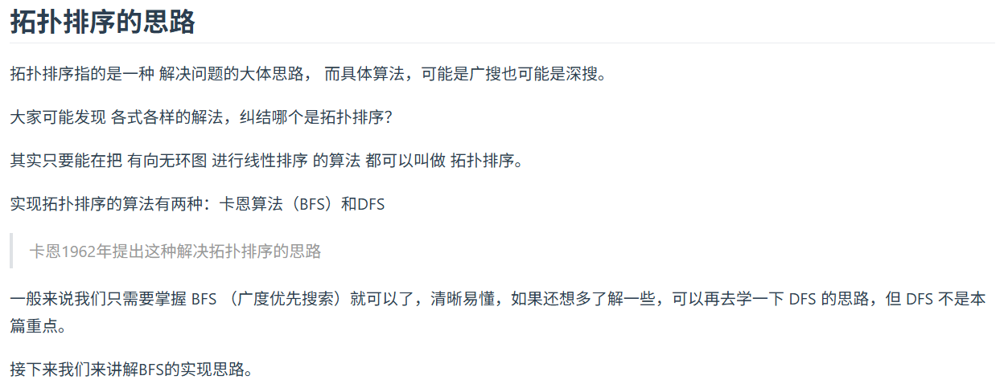 拓扑排序的思路
拓扑排序指的是一种 解决问题的大体思路， 而具体算法，可能是广搜也可能是深搜。
大家可能发现 各式各样的解法，纠结哪个是拓扑排序？
其实只要能在把 有向无环图 进行线性排序 的算法 都可以叫做 拓扑排序。
实现拓扑排序的算法有两种：卡恩算法（BFS）和DFS
卡恩1962年提出这种解决拓扑排序的思路
一般来说我们只需要掌握 BFS （广度优先搜索）就可以了，清晰易懂，如果还想多了解一些，可以再去学一下 DFS 的思路，但 DFS 不是本
篇重点。
接下来我们来讲解BFS的实现思路。